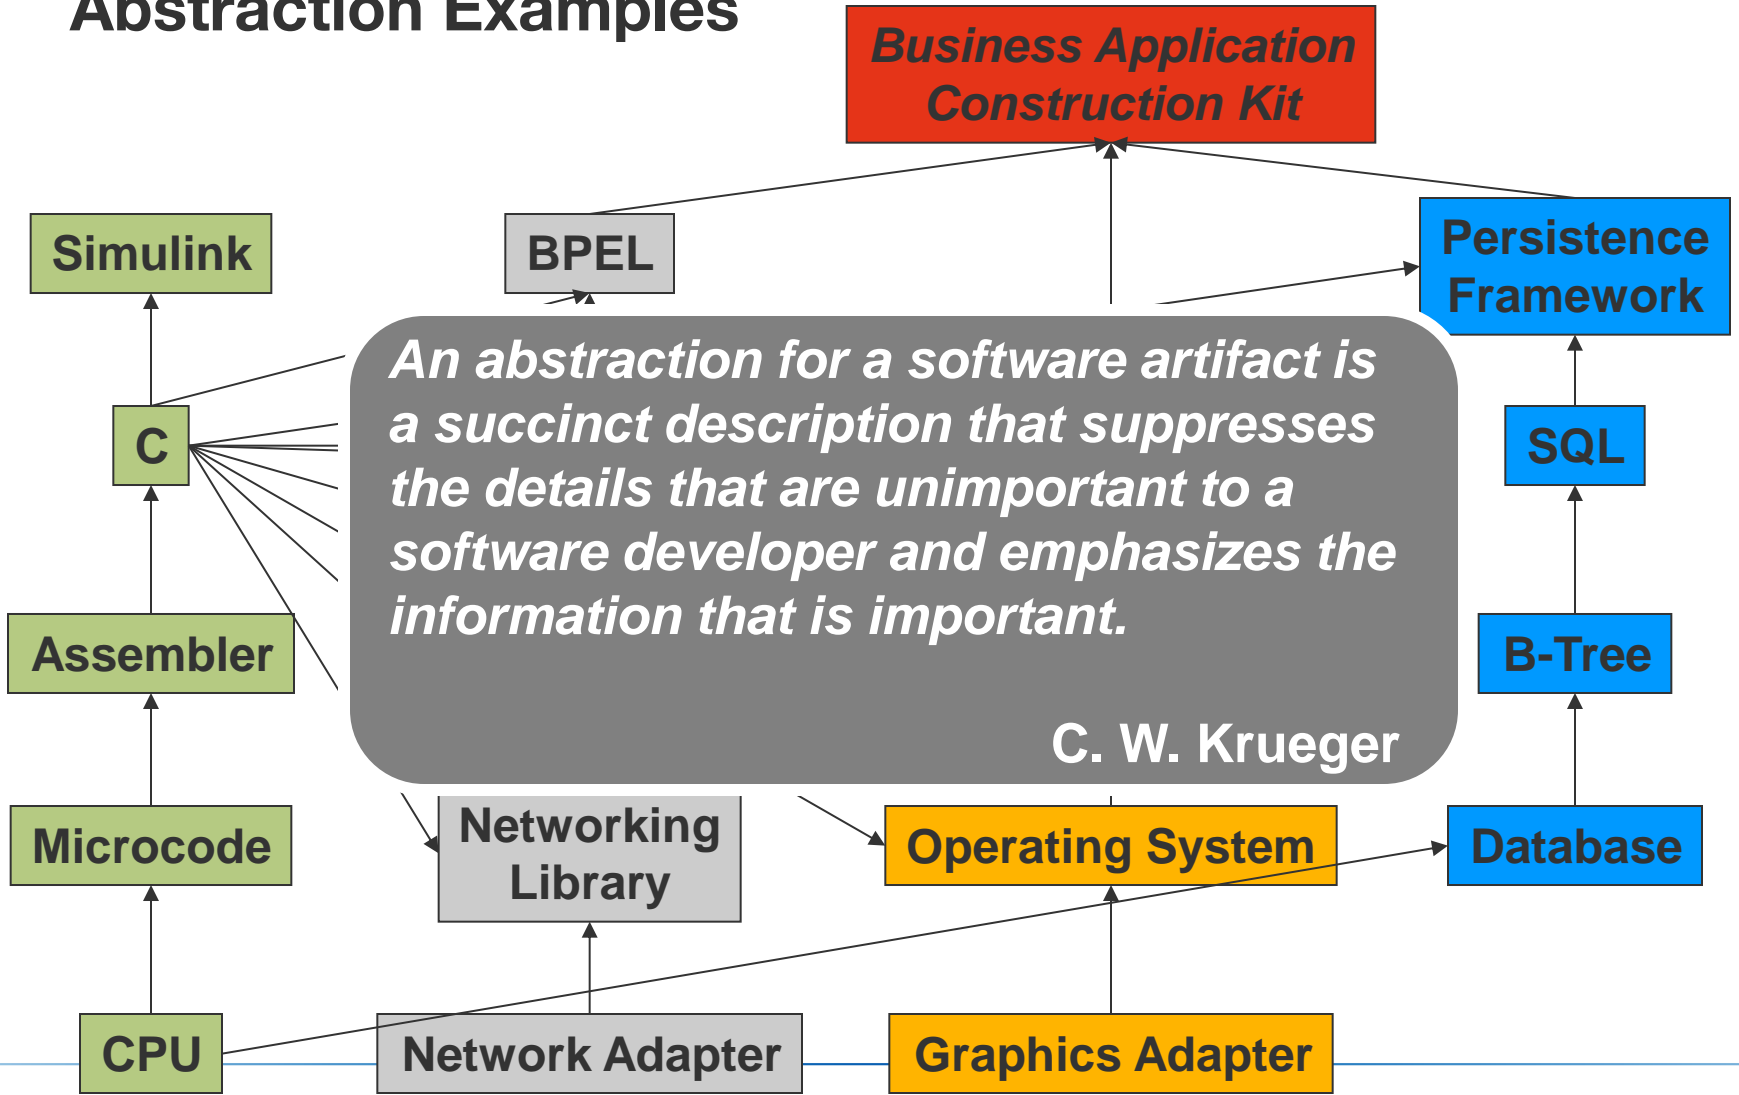 Abstraction Examples
Business Application
Construction Kit
Simulink
BPEL
Persistence
Framework
An abstraction for a software artifact is
a succinct description that suppresses
the details that are unimportant to a
software developer and emphasizes the
information that is important.
C. W. Krueger
C
SQL
Assembler
B-Tree
Microcode
Networking
Library
Operating System
Database
CPU
Network Adapter
Graphics Adapter